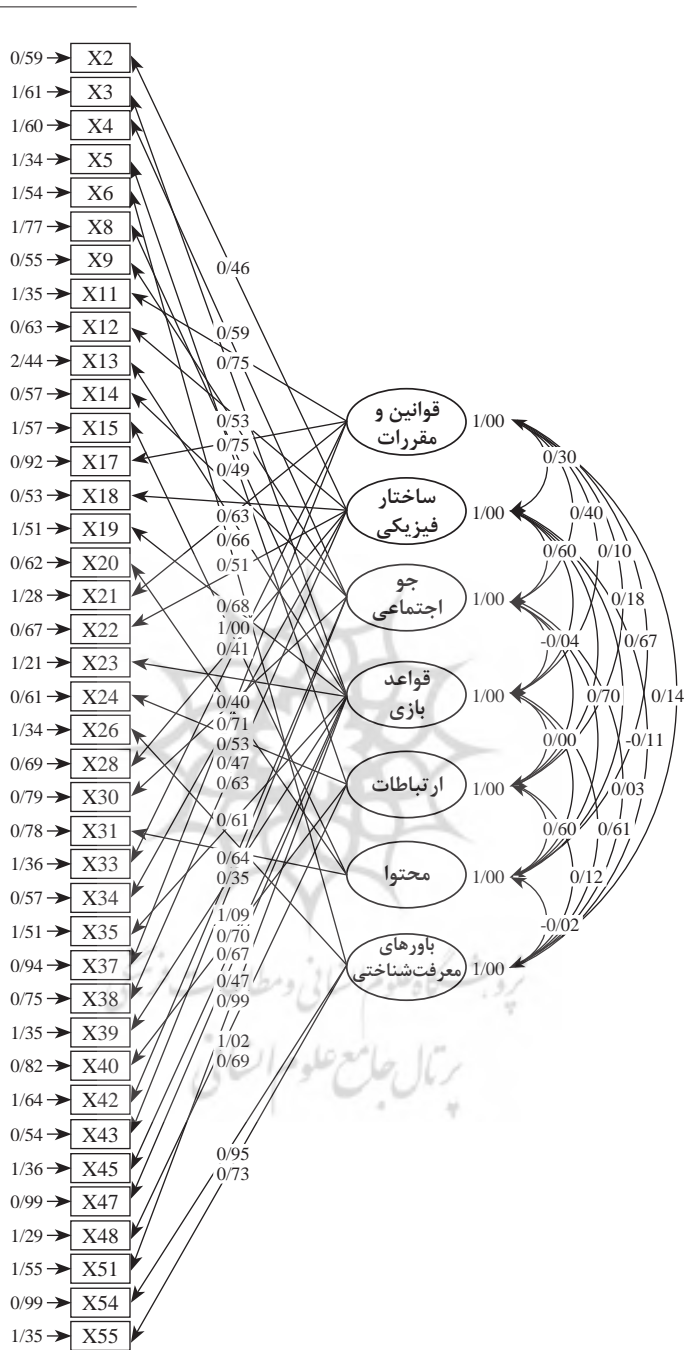 0/59 X2
1/61 X3
1/60 X4
1/34 X5
1/54 X6
1/77 X8
0/55 X9
1/35 X11
0/63 X12
2/44 X13
0/57 X14
1/57 X15
0/92 X17
0/53 X18
1/51 X19
0/62 X20
1/28 X21
0/67 X22
1/21 X23
0/61 X24
1/34 X26
0/69 X28
0/79 X30
0/78 X31
1/36 X33
0/57 X34
1/51 X35
0/94 X37
0/75 X38
1/35 X39
0/82 X40
1/64 X42
0/54 X43
1/36 X45
0/99 X47
1/29 X48
1/55 X51
0/99 X54
1/35 X55
0/46
0/59
0/75
0/53
0/75
0/49
0/63
0/66
0/51
0/68
1/00
0/41
0/40
0/71
0/53
0/47
0/63
0/61
0/64
0/35
1/09
0/70
0/67
0/47
0/99
1/02
0/69
0/95
0/73
قوانین و
مقررات
1/00
ساختار
فیزیکی
1/00
جو
اجتماعی
1/00
قواعد
بازی
1/00
ارتباطات
1/00
محتوا
1/00
باورهای
معرفت‌شناختی
1/00
0/30
0/40
0/60
0/10
0/18
-0/04
0/67
0/70
0/14
0/00
-0/11
0/03
0/60
0/61
0/12
-0/02
پژوهشگاه علوم انسانی و مطالعات فرهنگی
پرتال جامع علوم انسانی